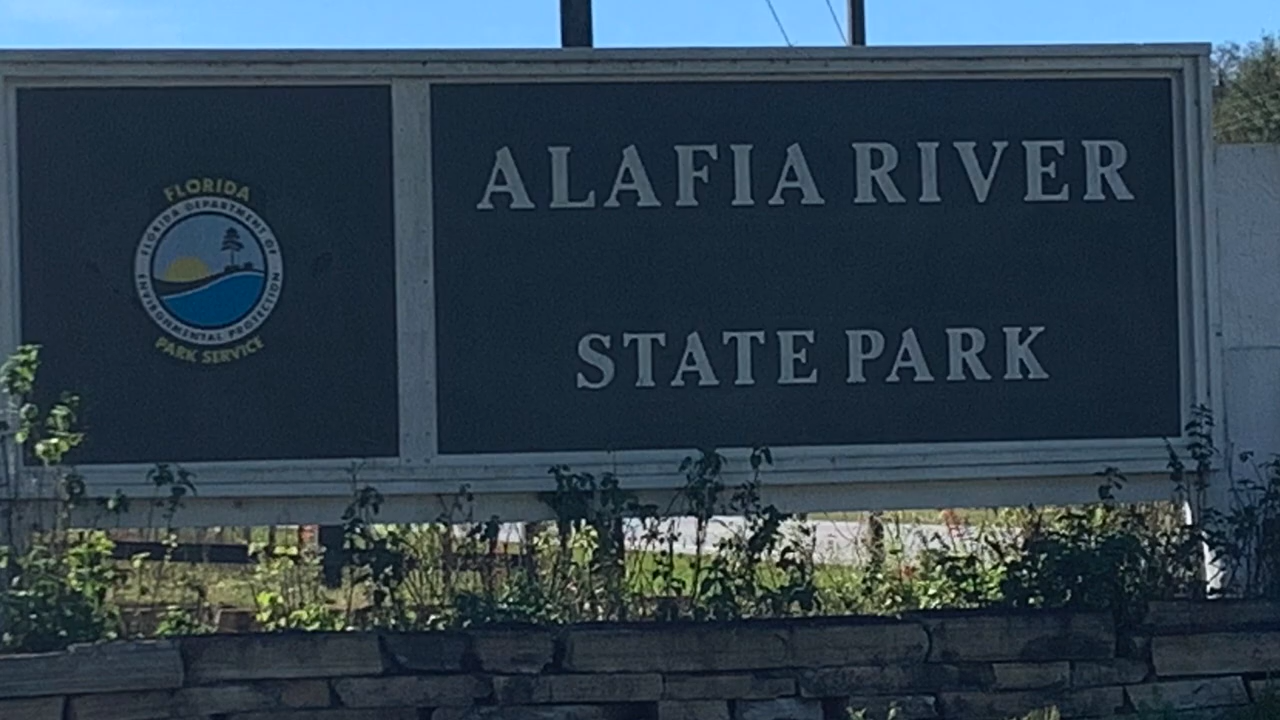 FLORIDA
FLORIDA DEPARTMENT OF
ENVIRONMENTAL PROTECTION
PARK SERVICE
ALAFIA RIVER
STATE PARK